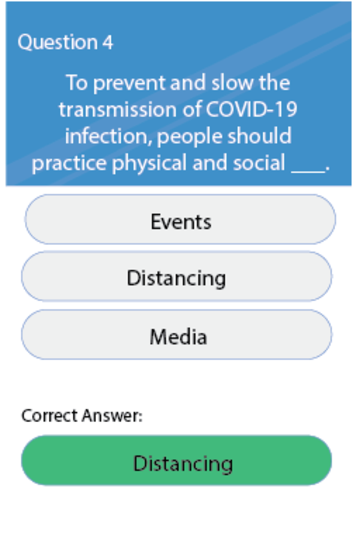 Question 4
To prevent and slow the
transmission of COVID-19
infection, people should
practice physical and social ___.
Events
Distancing
Media
Correct Answer:
Distancing